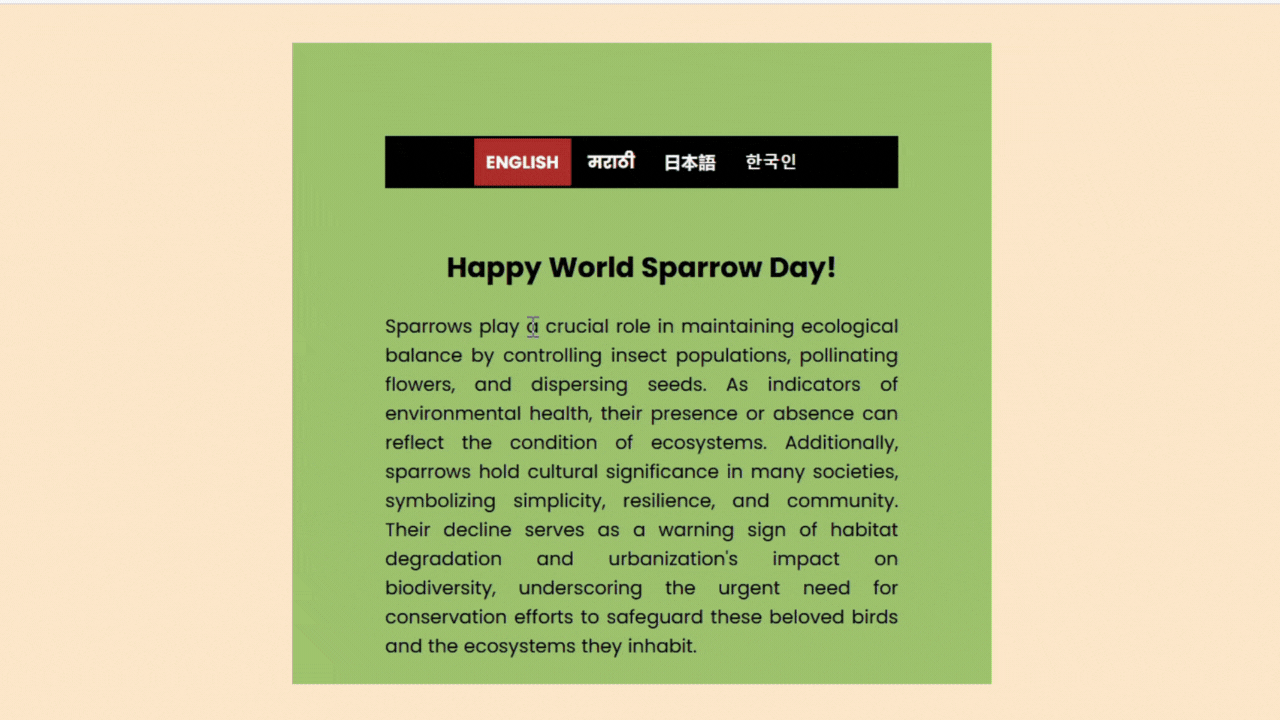 ENGLISH मराठी 日本語 한국인
Happy World Sparrow Day!
Sparrows play a crucial role in maintaining ecological
balance by controlling insect populations, pollinating
flowers, and dispersing seeds. As indicators of
environmental health, their presence or absence can
reflect the condition of ecosystems. Additionally,
sparrows hold cultural significance in many societies,
symbolizing simplicity, resilience, and community.
Their decline serves as a warning sign of habitat
degradation and urbanization's impact on
biodiversity, underscoring the urgent need for
conservation efforts to safeguard these beloved birds
and the ecosystems they inhabit.